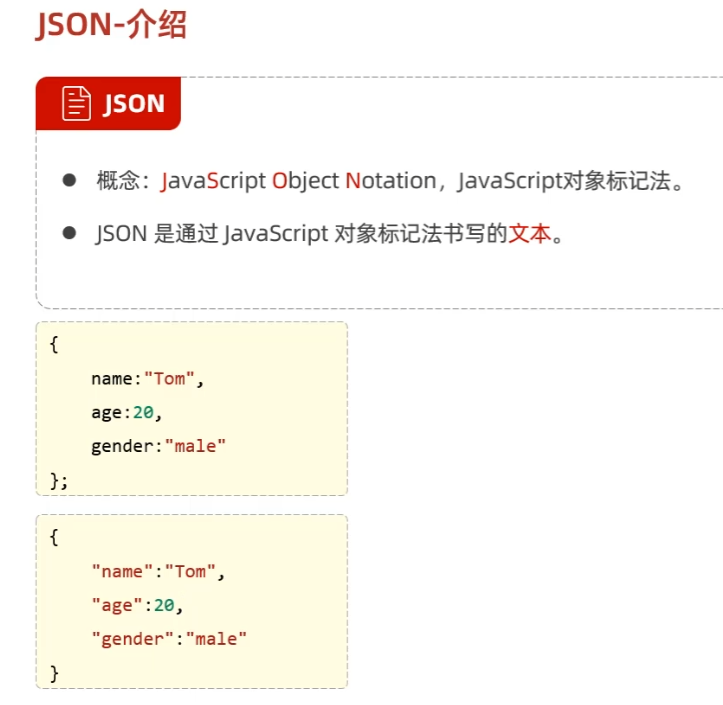 JSON-介绍
JSON
● 概念：JavaScript Object Notation，JavaScript对象标记法。
● JSON 是通过 JavaScript 对象标记法书写的文本。
{
    name:"Tom",
    age:20,
    gender:"male"
};
{
    "name":"Tom",
    "age":20,
    "gender":"male"
}